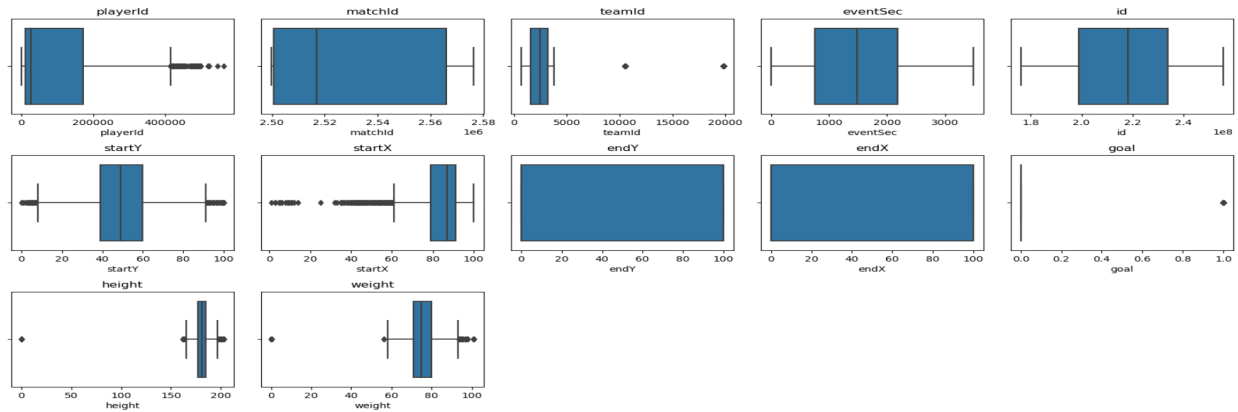 playerId matchId teamId eventSec id
0 200000 400000 2.50 2.52 2.54 2.56 2.58 0 5000 10000 15000 20000 0 1000 2000 3000 1.8 2.0 2.2 2.4
1e6 1e8
playerId matchId teamId eventSec id
startY startX endY endX goal
0 20 40 60 80 100 0 20 40 60 80 100 0 20 40 60 80 100 0 20 40 60 80 100 0.0 0.2 0.4 0.6 0.8 1.0
startY startX endY endX goal
height weight
0 50 100 150 200 0 20 40 60 80 100
height weight